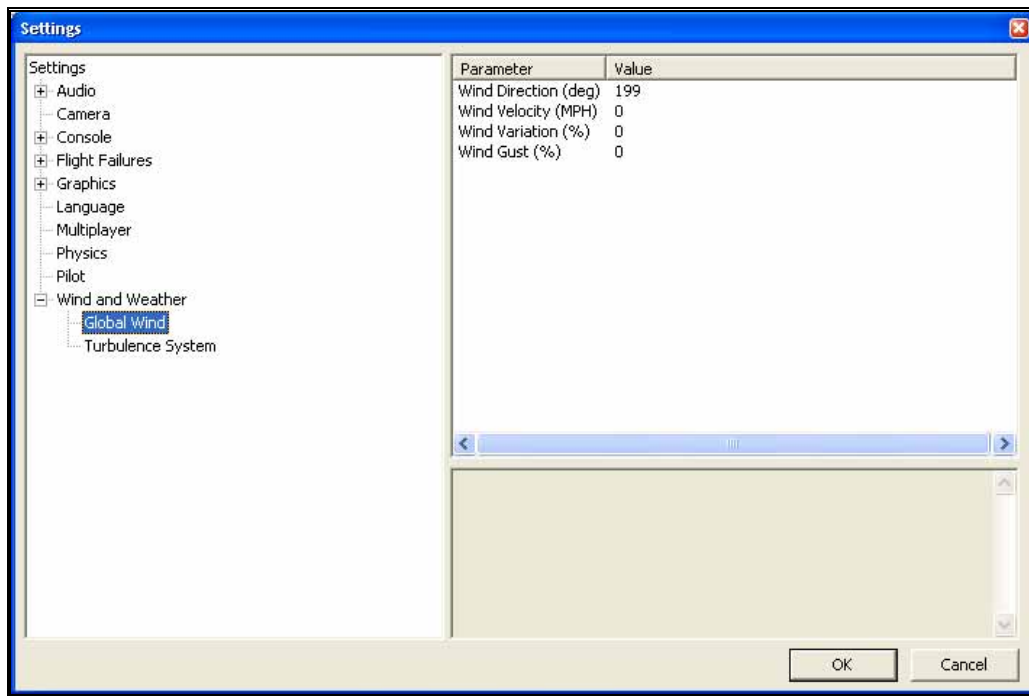 Settings
Settings
Audio
Camera
Console
Flight Failures
Graphics
Language
Multiplayer
Physics
Pilot
Wind and Weather
Global Wind
Turbulence System
Parameter Value
Wind Direction (deg) 199
Wind Velocity (MPH) 0
Wind Variation (%) 0
Wind Gust (%) 0
OK Cancel